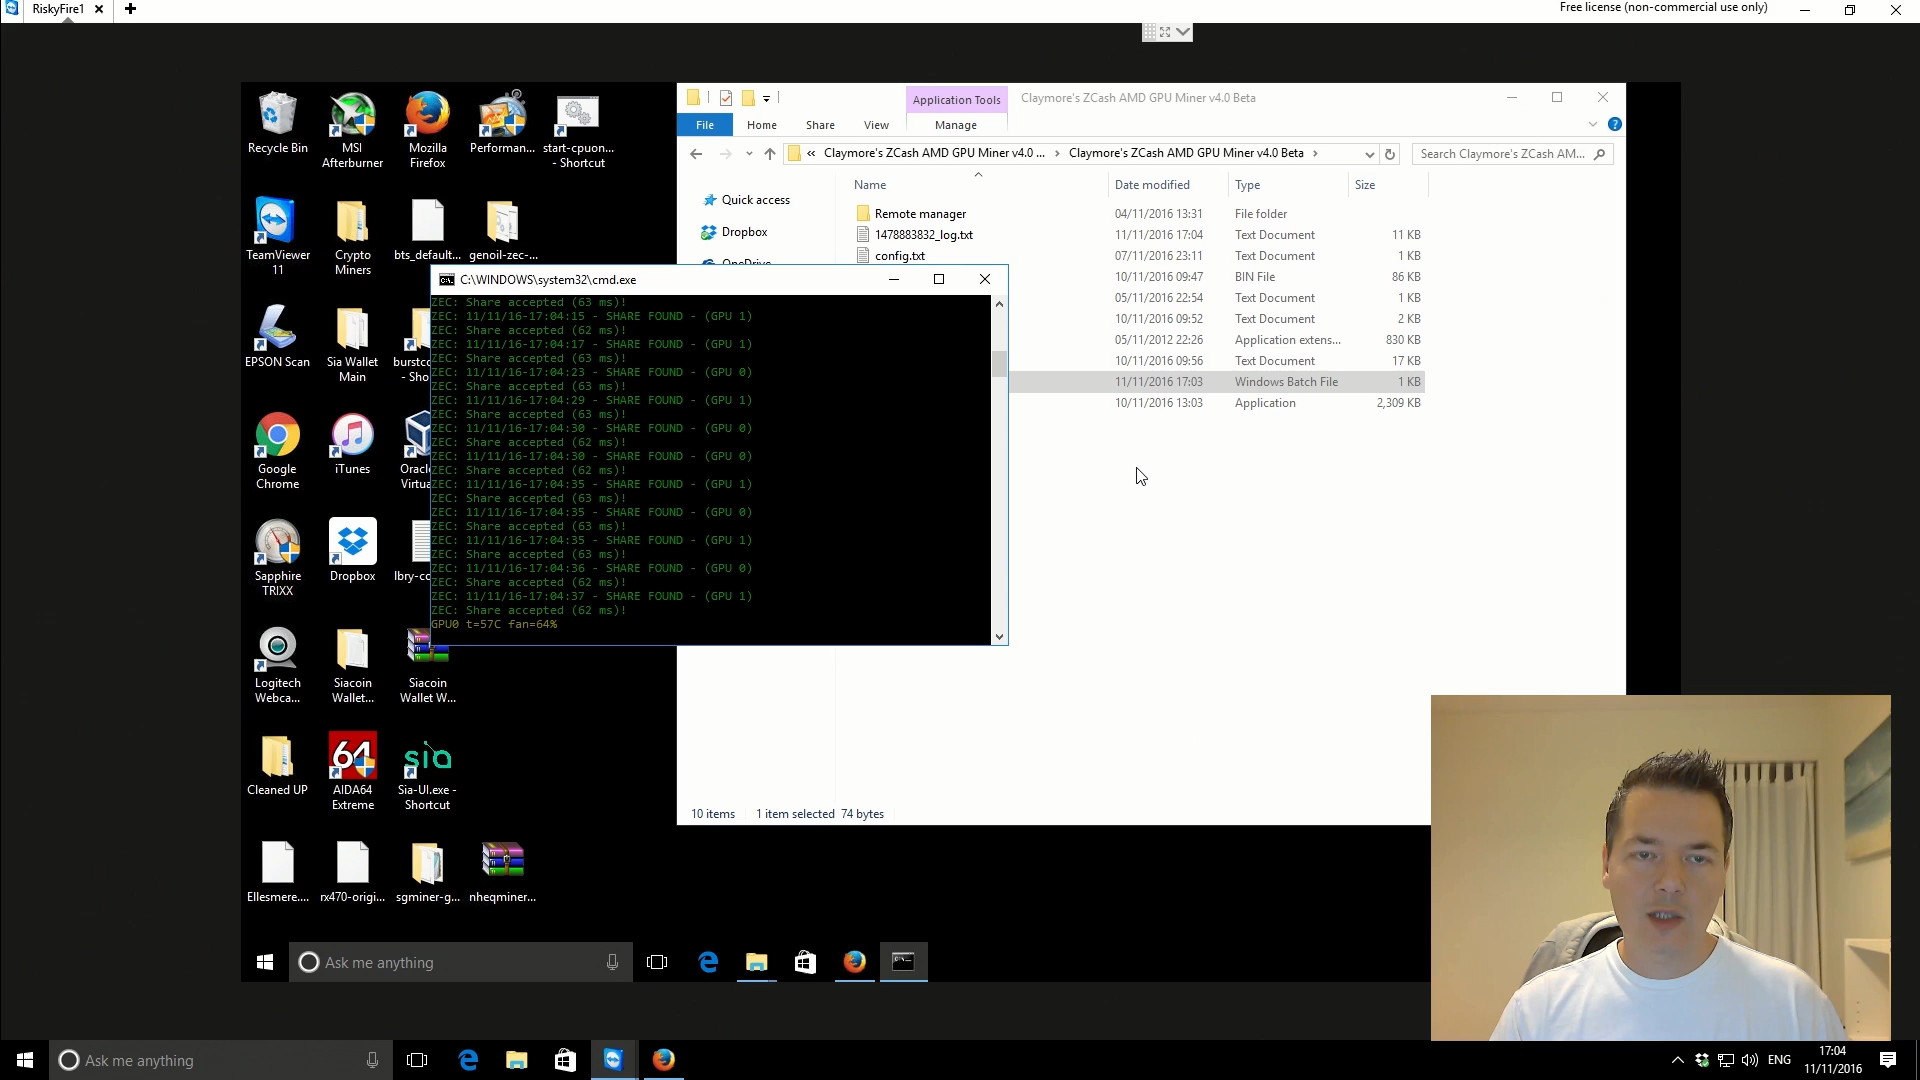 RiskyFire1
Free license (non-commercial use only)
Recycle Bin
MSI
Afterburner
Mozilla
Firefox
Performan...
start-cpuon...
- Shortcut
TeamViewer
11
Crypto
Miners
bts_default...
genoil-zec-...
EPSON Scan
Sia Wallet
Main
burstco
- Sho
Google
Chrome
iTunes
Oracle
Virtua
Sapphire
TRIXX
Dropbox
lbry-co
Logitech
Webca...
Siacoin
Wallet...
Siacoin
Wallet W...
Cleaned UP
64
AIDA64
Extreme
sia
Sia-UI.exe -
Shortcut
Ellesmere....
rx470-origi...
sgminer-g...
nheqminer...
Application Tools
Claymore's ZCash AMD GPU Miner v4.0 Beta
File
Home
Share
View
Manage
« Claymore's ZCash AMD GPU Miner v4.0 ... › Claymore's ZCash AMD GPU Miner v4.0 Beta ›
Search Claymore's ZCash AM...
Quick access
Dropbox
OneDrive
Name
Date modified
Type
Size
Remote manager 04/11/2016 13:31 File folder
1478883832_log.txt 11/11/2016 17:04 Text Document 11 KB
config.txt 07/11/2016 23:11 Text Document 1 KB
10/11/2016 09:47 BIN File 86 KB
05/11/2016 22:54 Text Document 1 KB
10/11/2016 09:52 Text Document 2 KB
05/11/2012 22:26 Application extens... 830 KB
10/11/2016 09:56 Text Document 17 KB
11/11/2016 17:03 Windows Batch File 1 KB
10/11/2016 13:03 Application 2,309 KB
10 items 1 item selected 74 bytes
C:\WINDOWS\system32\cmd.exe
ZEC: Share accepted (63 ms)!
ZEC: 11/11/16-17:04:15 - SHARE FOUND - (GPU 1)
ZEC: Share accepted (62 ms)!
ZEC: 11/11/16-17:04:17 - SHARE FOUND - (GPU 1)
ZEC: Share accepted (63 ms)!
ZEC: 11/11/16-17:04:23 - SHARE FOUND - (GPU 0)
ZEC: Share accepted (63 ms)!
ZEC: 11/11/16-17:04:29 - SHARE FOUND - (GPU 1)
ZEC: Share accepted (63 ms)!
ZEC: 11/11/16-17:04:30 - SHARE FOUND - (GPU 0)
ZEC: Share accepted (62 ms)!
ZEC: 11/11/16-17:04:30 - SHARE FOUND - (GPU 0)
ZEC: Share accepted (62 ms)!
ZEC: 11/11/16-17:04:35 - SHARE FOUND - (GPU 1)
ZEC: Share accepted (63 ms)!
ZEC: 11/11/16-17:04:35 - SHARE FOUND - (GPU 0)
ZEC: Share accepted (63 ms)!
ZEC: 11/11/16-17:04:35 - SHARE FOUND - (GPU 1)
ZEC: Share accepted (63 ms)!
ZEC: 11/11/16-17:04:36 - SHARE FOUND - (GPU 0)
ZEC: Share accepted (62 ms)!
ZEC: 11/11/16-17:04:37 - SHARE FOUND - (GPU 1)
ZEC: Share accepted (62 ms)!
GPU0 t=57C fan=64%
Ask me anything
Ask me anything
ENG
17:04
11/11/2016